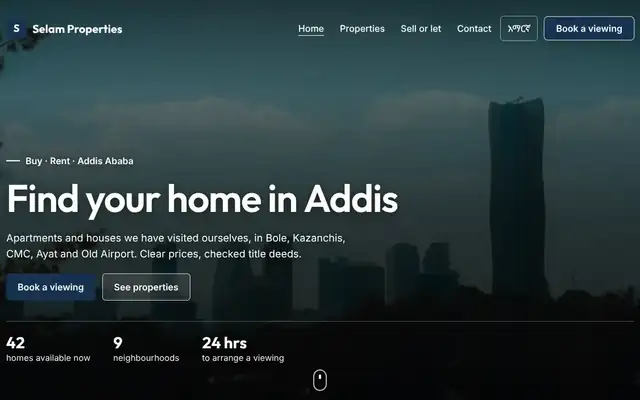 S
Selam Properties
Home
Properties
Sell or let
Contact
አማርኛ
Book a viewing
Buy · Rent · Addis Ababa
Find your home in Addis
Apartments and houses we have visited ourselves, in Bole, Kazanchis,
CMC, Ayat and Old Airport. Clear prices, checked title deeds.
Book a viewing
See properties
42
homes available now
9
neighbourhoods
24 hrs
to arrange a viewing